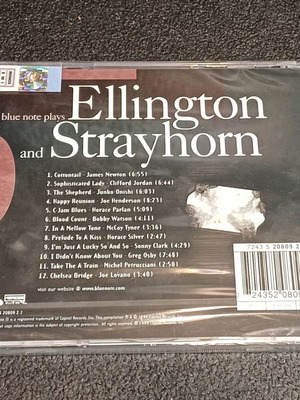 blue note plays
Ellington
and Strayhorn
1. Cottontail · James Newton (6:55)
2. Sophisticated Lady · Clifford Jordan (6:44)
3. The Shepherd · Junko Onishi (6:03)
4. Happy Reunion · Joe Henderson (8:23)
5. C Jam Blues · Horace Parlan (5:05)
6. Blood Count · Bobby Watson (4:11)
7. In A Mellow Tone · McCoy Tyner (3:36)
8. Prelude To A Kiss · Horace Silver (2:47)
9. I'm Just A Lucky So And So · Sonny Clark (4:29)
10. I Didn't Know About You · Greg Osby (7:48)
11. Take The A Train · Michel Petrucciani (5:50)
12. Chelsea Bridge · Joe Lovano (3:40)
visit our website @ www.bluenote.com
7243 5 20809 2
24352 0809